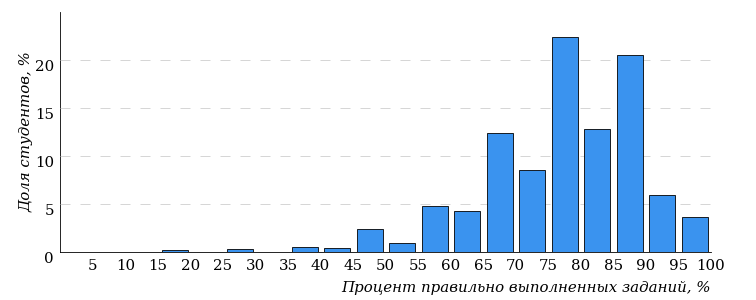 Доля студентов, %
20
15
10
5
0
5 10 15 20 25 30 35 40 45 50 55 60 65 70 75 80 85 90 95 100
Процент правильно выполненных заданий, %